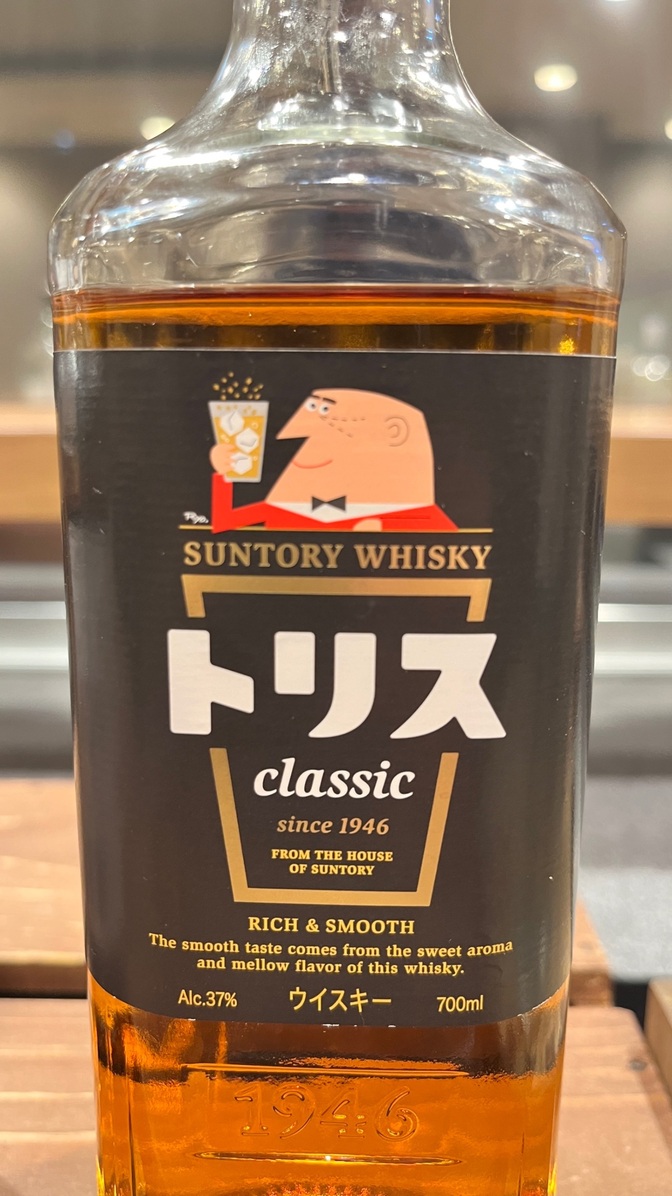 SUNTORY WHISKY
トリス
classic
since 1946
FROM THE HOUSE
OF SUNTORY
RICH & SMOOTH
The smooth taste comes from the sweet aroma
and mellow flavor of this whisky.
Alc.37% ウイスキー 700ml
1946